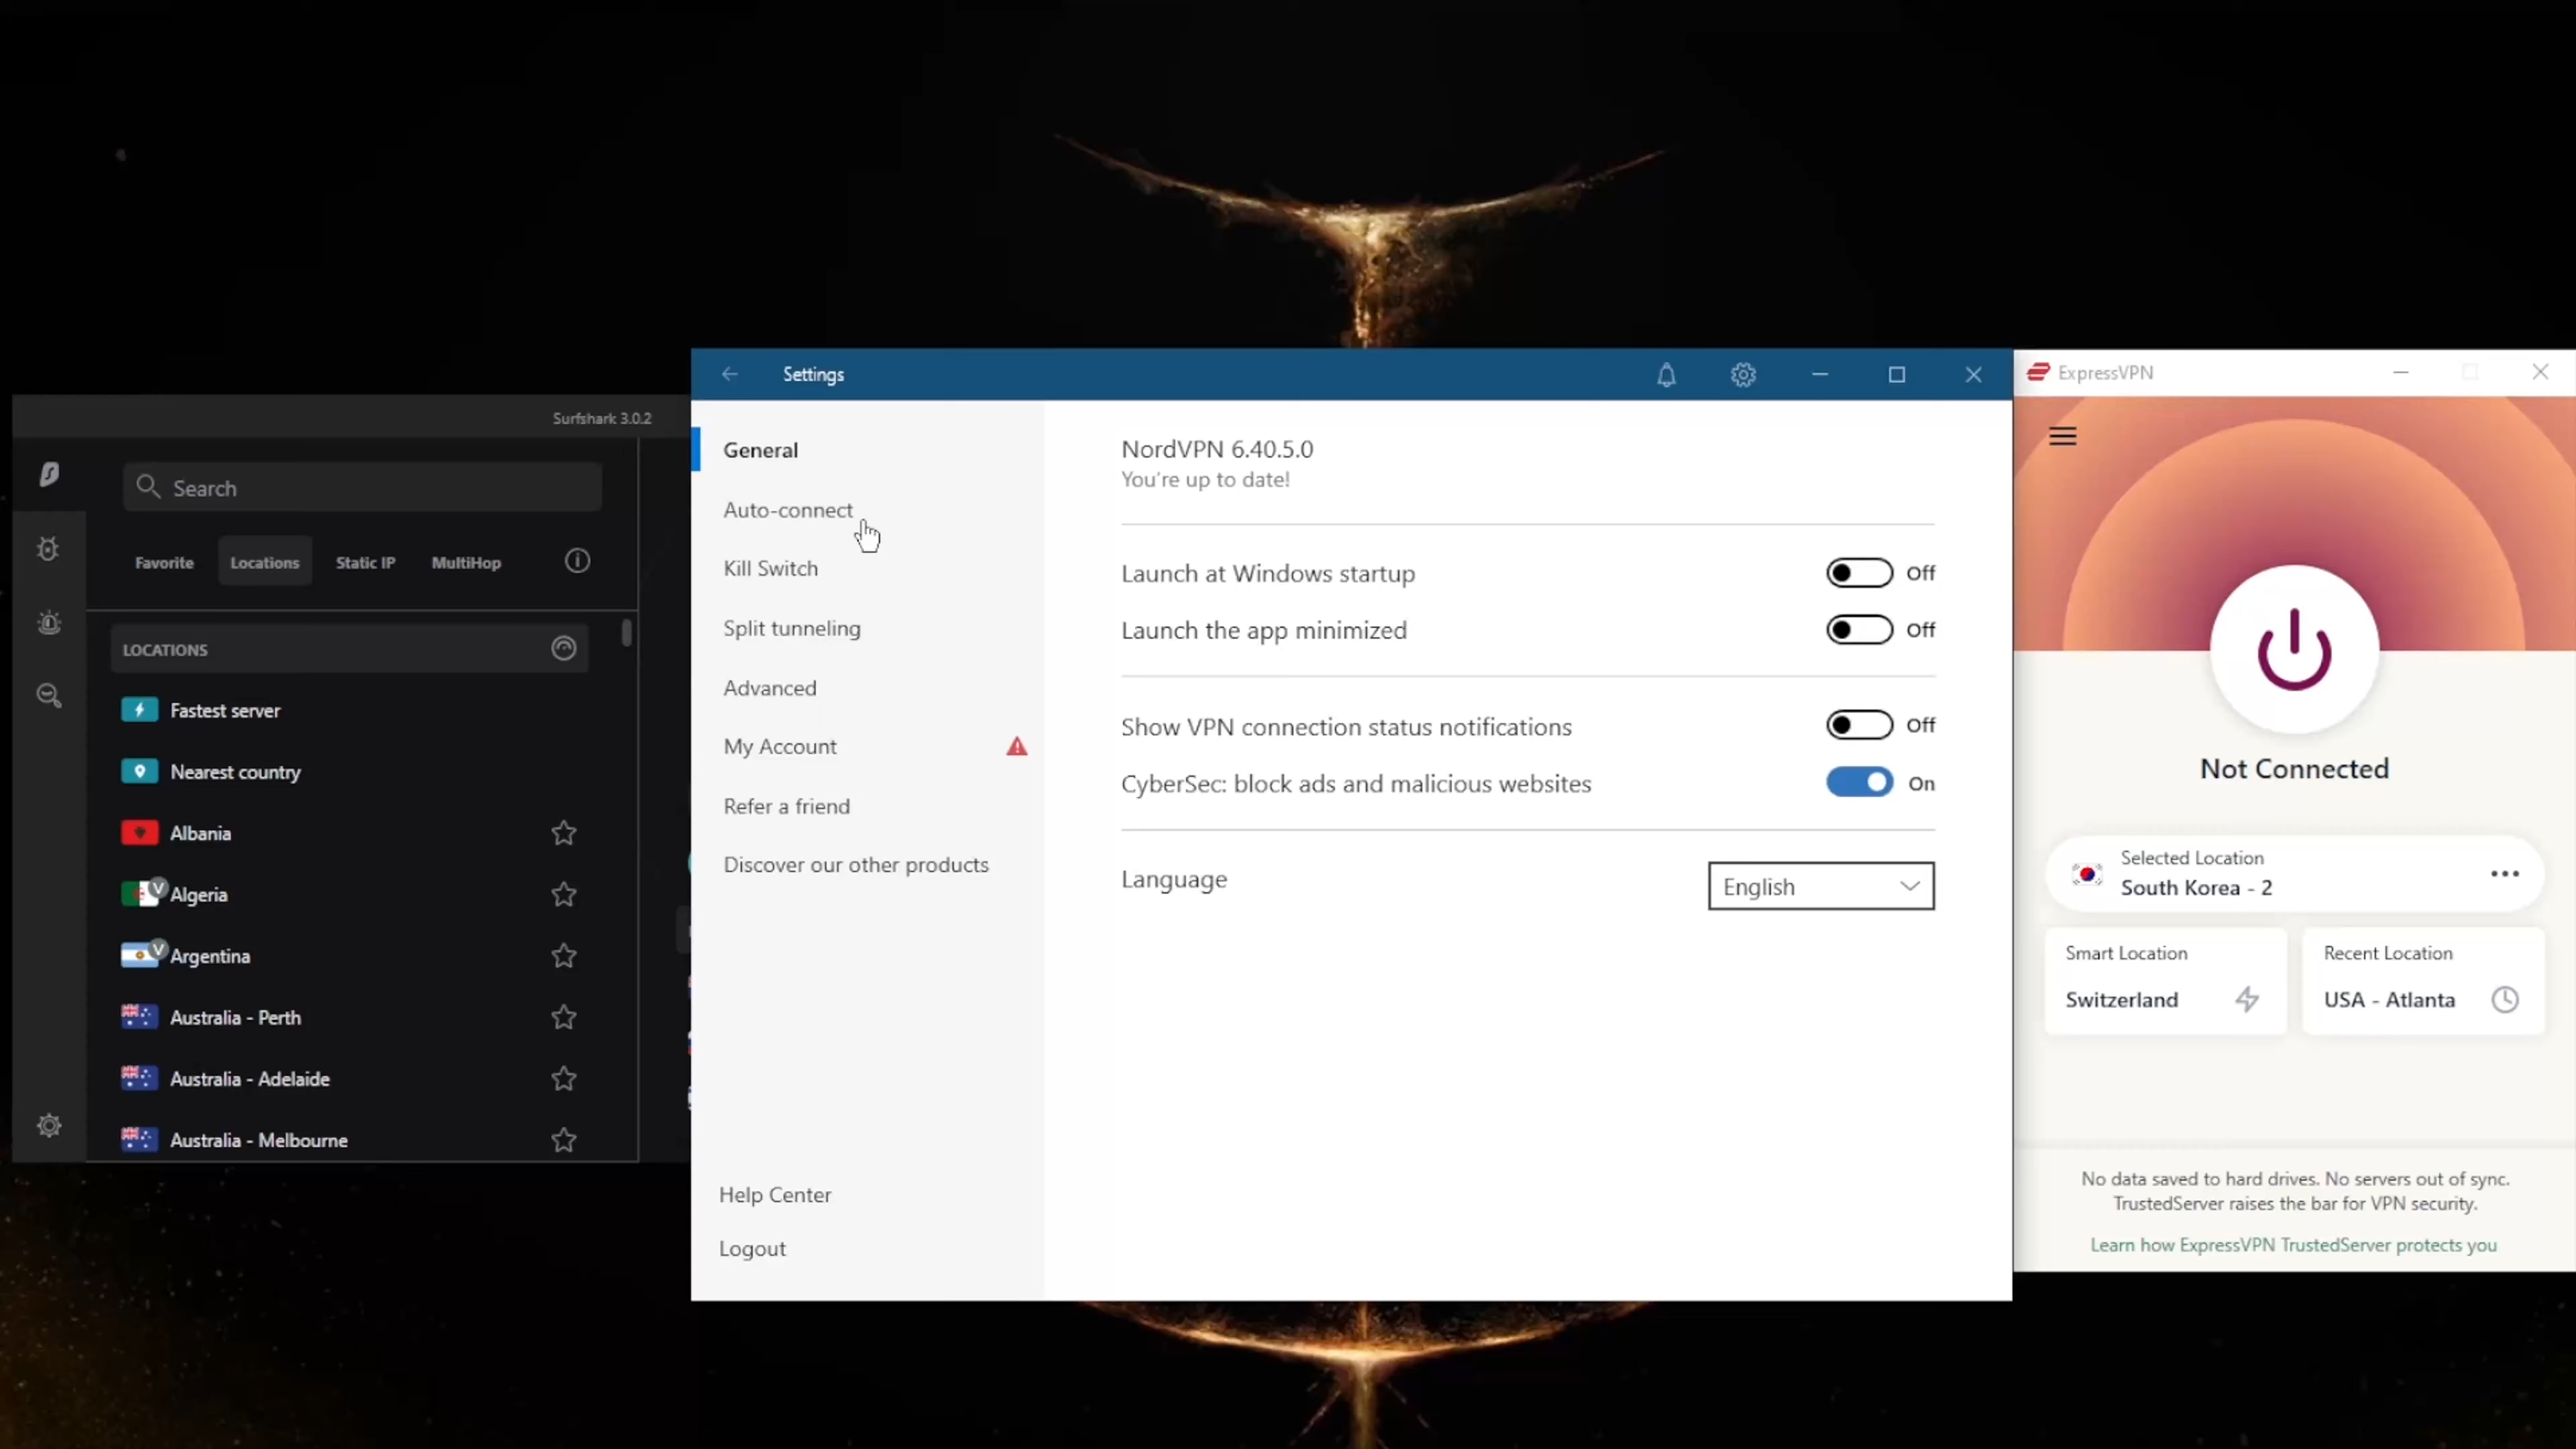 Surfshark 3.0.2
Search
Favorite
Locations
Static IP
MultiHop
LOCATIONS
Fastest server
Nearest country
Albania
V
Algeria
V
Argentina
Australia - Perth
Australia - Adelaide
Australia - Melbourne
Settings
General
Auto-connect
Kill Switch
Split tunneling
Advanced
My Account
Refer a friend
Discover our other products
Help Center
Logout
NordVPN 6.40.5.0
You're up to date!
Launch at Windows startup
Off
Launch the app minimized
Off
Show VPN connection status notifications
Off
CyberSec: block ads and malicious websites
On
Language
English
ExpressVPN
Not Connected
Selected Location
South Korea - 2
Smart Location
Switzerland
Recent Location
USA - Atlanta
No data saved to hard drives. No servers out of sync.
TrustedServer raises the bar for VPN security.
Learn how ExpressVPN TrustedServer protects you